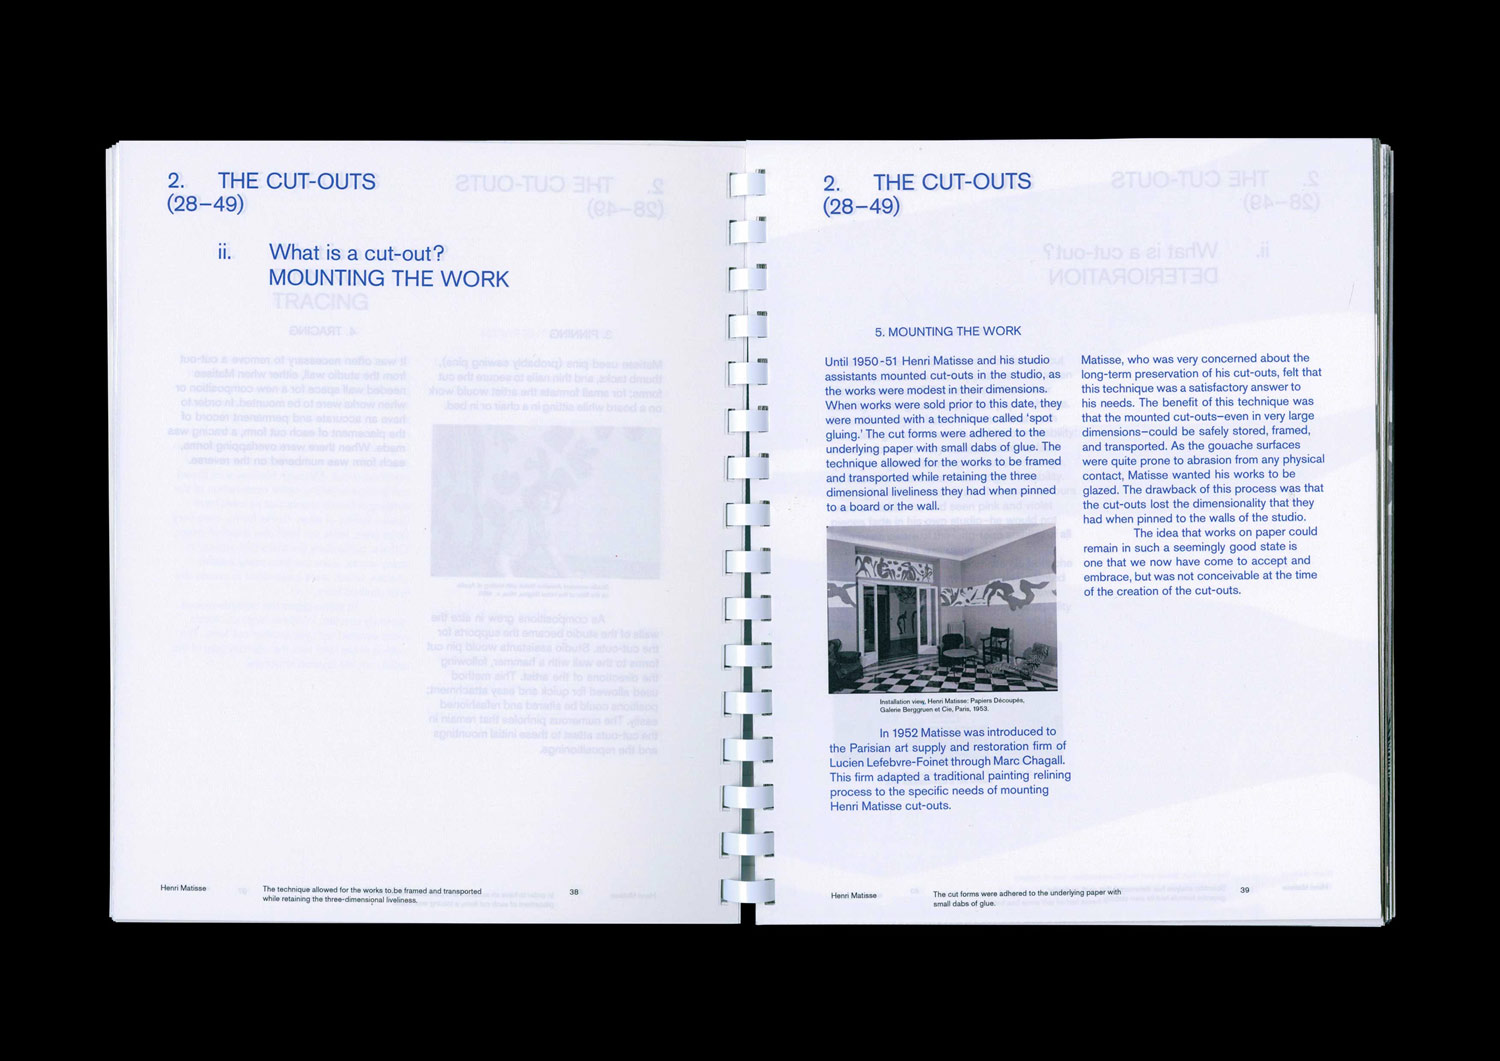 2. THE CUT-OUTS
(28–49)
ii. What is a cut-out?
MOUNTING THE WORK
TRACING
Henri Matisse
The technique allowed for the works to be framed and transported
while retaining the three-dimensional liveliness.
38
2. THE CUT-OUTS
(28–49)
5. MOUNTING THE WORK
Until 1950-51 Henri Matisse and his studio
assistants mounted cut-outs in the studio, as
the works were modest in their dimensions.
When works were sold prior to this date, they
were mounted with a technique called ‘spot
gluing.’ The cut forms were adhered to the
underlying paper with small dabs of glue. The
technique allowed for the works to be framed
and transported while retaining the three
dimensional liveliness they had when pinned
to a board or the wall.
Installation view, Henri Matisse: Papiers Découpés,
Galerie Berggruen et Cie, Paris, 1953.
In 1952 Matisse was introduced to
the Parisian art supply and restoration firm of
Lucien Lefebvre-Foinet through Marc Chagall.
This firm adapted a traditional painting relining
process to the specific needs of mounting
Henri Matisse cut-outs.
Matisse, who was very concerned about the
long-term preservation of his cut-outs, felt that
this technique was a satisfactory answer to
his needs. The benefit of this technique was
that the mounted cut-outs–even in very large
dimensions–could be safely stored, framed,
and transported. As the gouache surfaces
were quite prone to abrasion from any physical
contact, Matisse wanted his works to be
glazed. The drawback of this process was that
the cut-outs lost the dimensionality that they
had when pinned to the walls of the studio.
The idea that works on paper could
remain in such a seemingly good state is
one that we now have come to accept and
embrace, but was not conceivable at the time
of the creation of the cut-outs.
Henri Matisse
The cut forms were adhered to the underlying paper with
small dabs of glue.
39